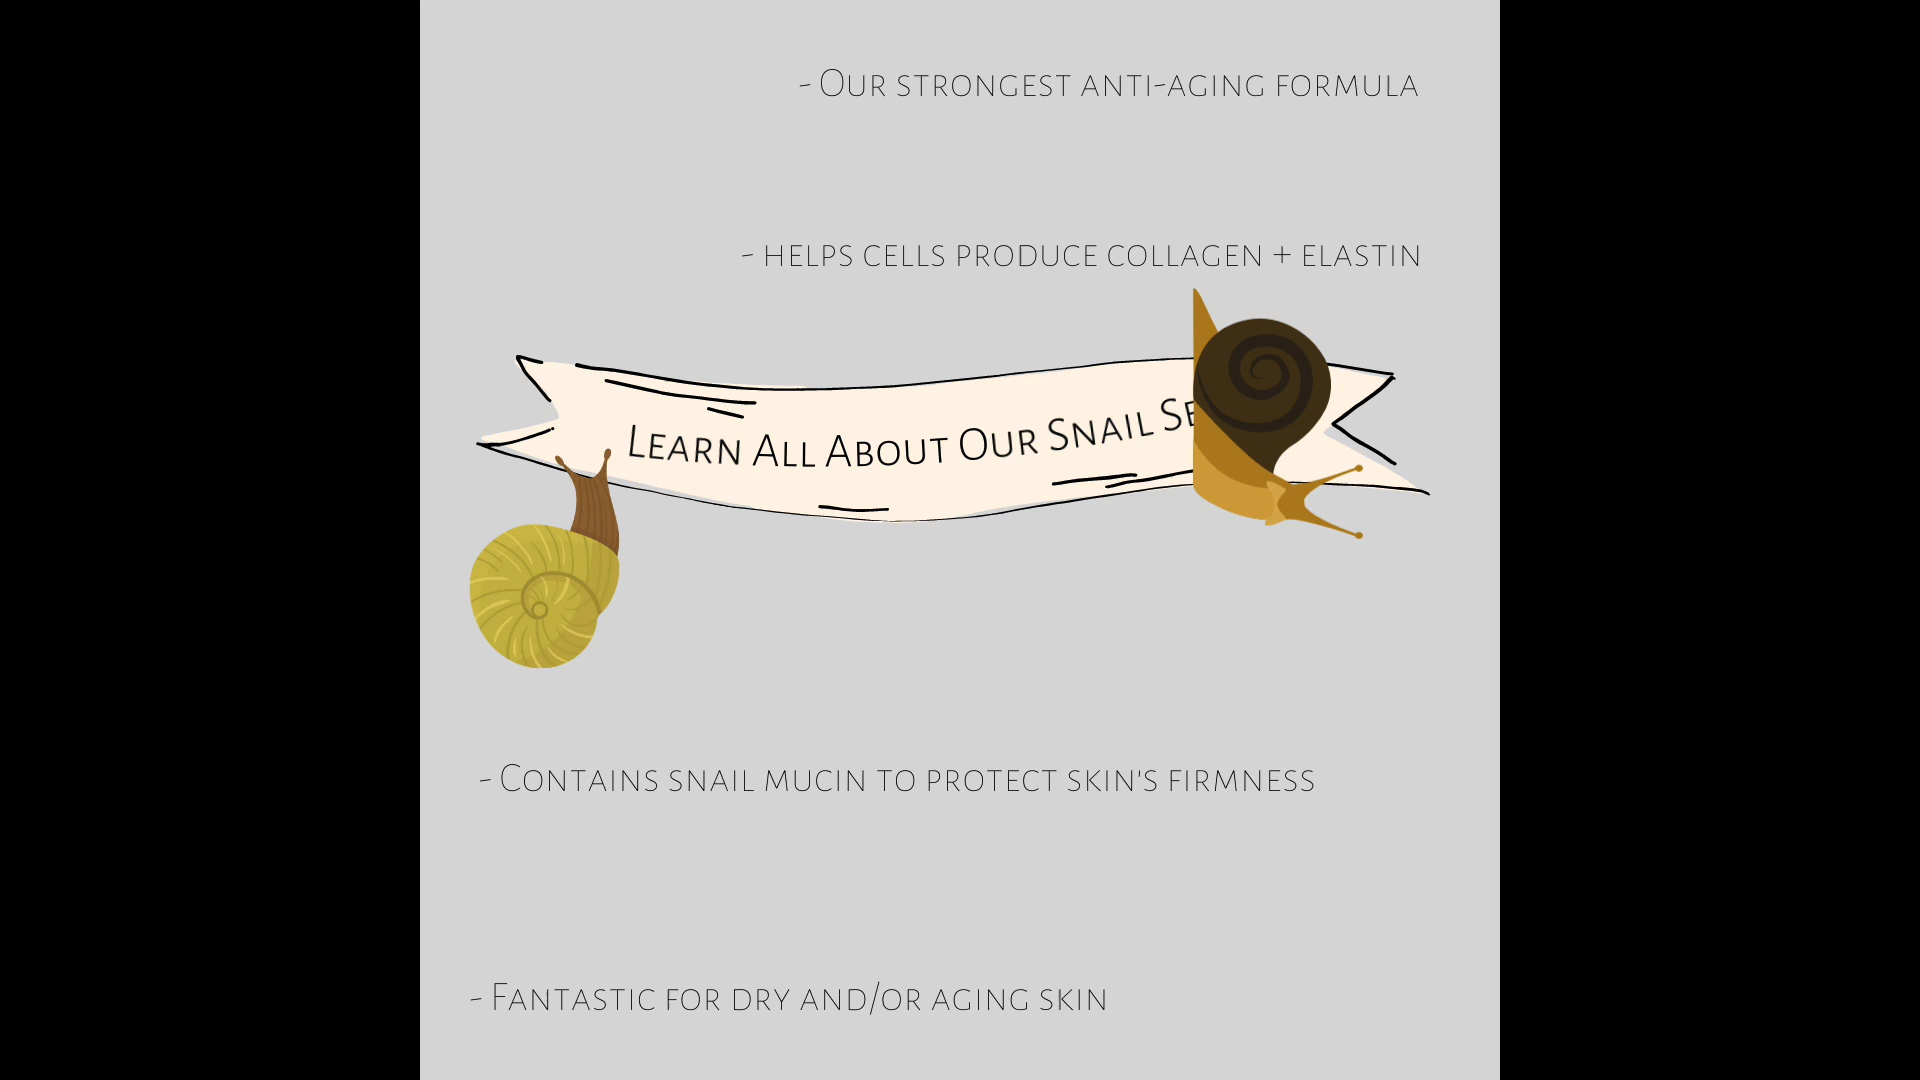 - Our strongest anti-aging formula
- helps cells produce collagen + elastin
Learn All About Our Snail
- Contains snail mucin to protect skin's firmness
- Fantastic for dry and/or aging skin